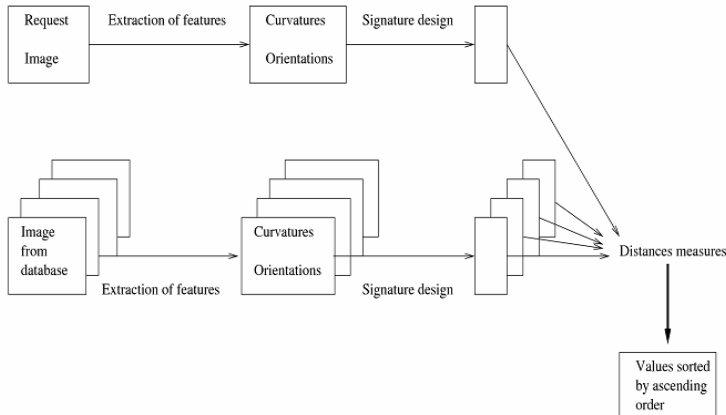 Request
Image
Extraction of features
Curvatures
Orientations
Signature design
Image
from
database
Extraction of features
Curvatures
Orientations
Signature design
Distances measures
Values sorted
by ascending
order